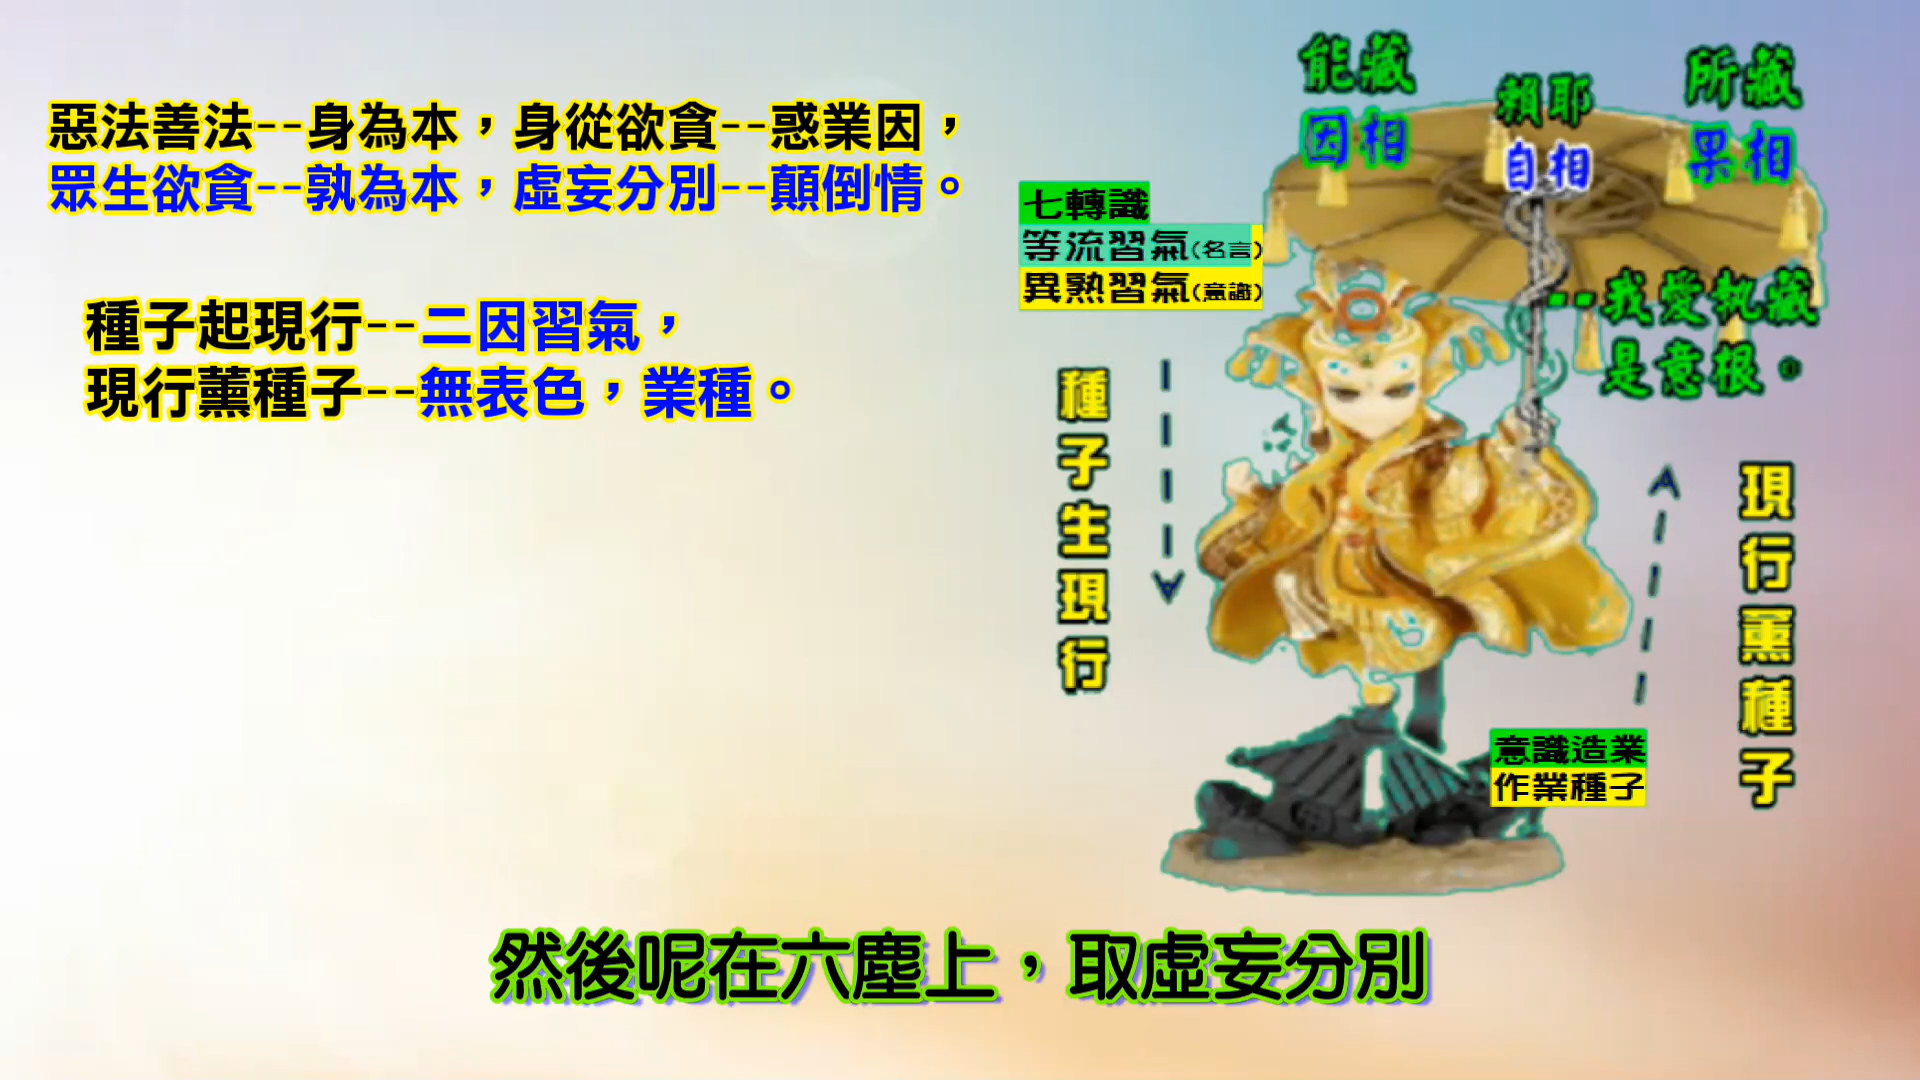 惡法善法--身為本，身從欲貪--惑業因，
眾生欲貪--孰為本，虛妄分別--顛倒情。
種子起現行--二因習氣，
現行薰種子--無表色，業種。
能藏
因相
賴耶
自相
所藏
果相
七轉識
等流習氣(名言)
異熟習氣(意識)
--我愛執藏
是意根。
種子生現行
現行熏種子
意識造業
作業種子
然後呢在六塵上，取虛妄分別